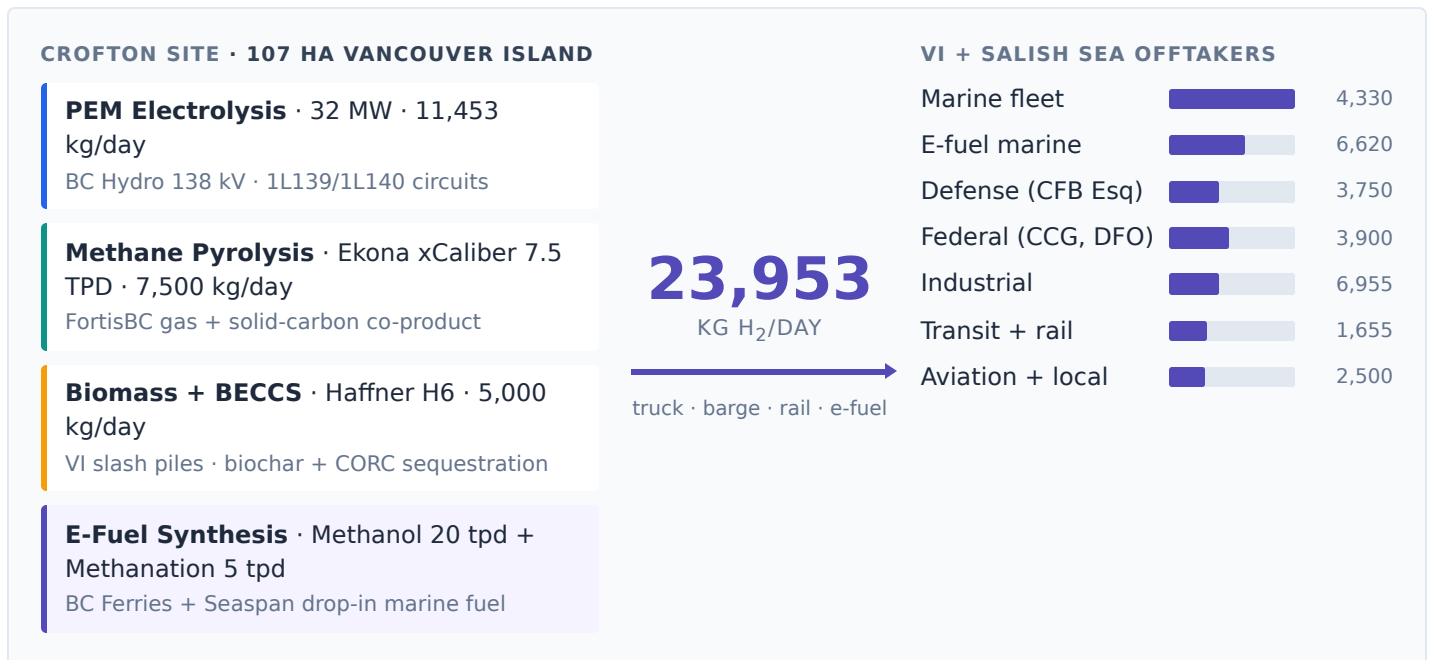 CROFTON SITE · 107 HA VANCOUVER ISLAND
PEM Electrolysis · 32 MW · 11,453
kg/day
BC Hydro 138 kV · 1L139/1L140 circuits
Methane Pyrolysis · Ekona xCaliber 7.5
TPD · 7,500 kg/day
FortisBC gas + solid-carbon co-product
Biomass + BECCS · Haffner H6 · 5,000
kg/day
VI slash piles · biochar + CORC sequestration
E-Fuel Synthesis · Methanol 20 tpd +
Methanation 5 tpd
BC Ferries + Seaspan drop-in marine fuel
23,953
KG H₂/DAY
truck · barge · rail · e-fuel
VI + SALISH SEA OFFTAKERS
Marine fleet 4,330
E-fuel marine 6,620
Defense (CFB Esq) 3,750
Federal (CCG, DFO) 3,900
Industrial 6,955
Transit + rail 1,655
Aviation + local 2,500